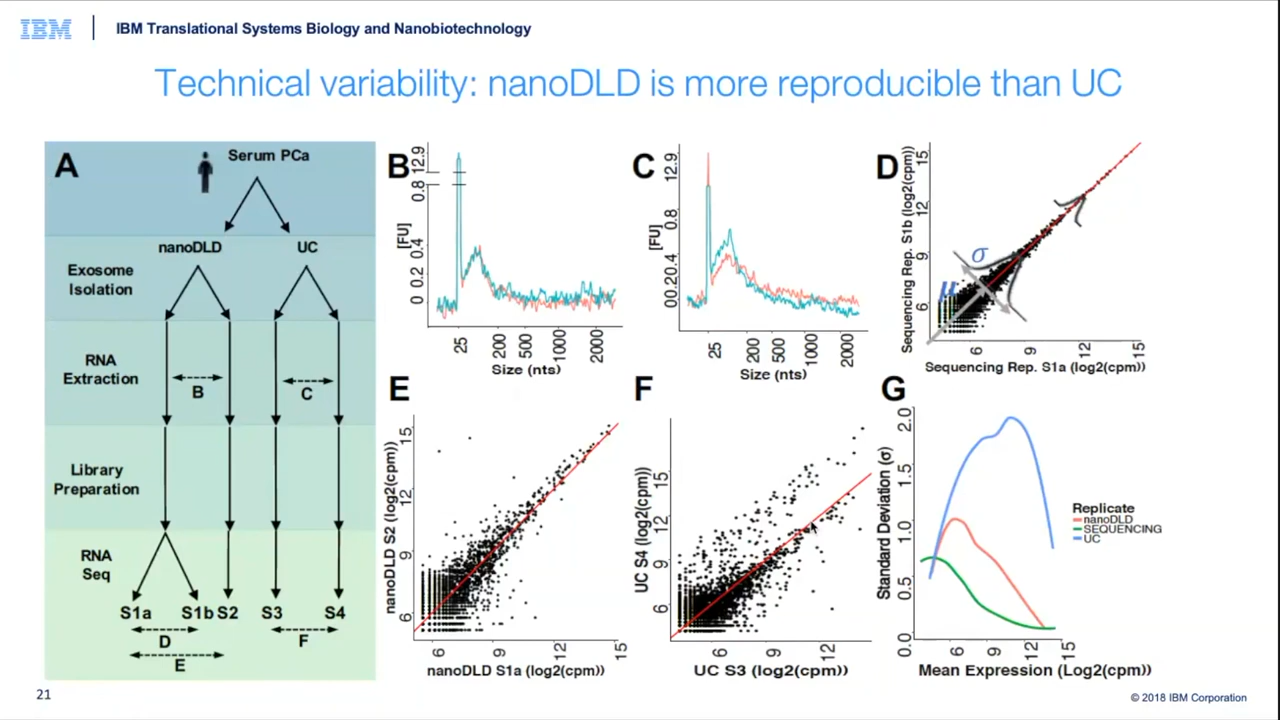 IBM
IBM Translational Systems Biology and Nanobiotechnology
Technical variability: nanoDLD is more reproducible than UC
A
Serum PCa
nanoDLD
UC
Exosome
Isolation
RNA
Extraction
B
C
Library
Preparation
RNA
Seq
S1a
S1b
S2
S3
S4
D
F
E
B
[FU]
0 0.2 0.4 0.8 12.9
25 200 500 1000 2000
Size (nts)
C
[FU]
00.20.4 0.8 12.9
25 200 500 1000 2000
Size (nts)
D
Sequencing Rep. S1b (log2(cpm))
6 9 12 15
σ
μ
6 9 12 15
Sequencing Rep. S1a (log2(cpm))
E
nanoDLD S2 (log2(cpm))
6 9 12 15
6 9 12 15
nanoDLD S1a (log2(cpm))
F
UC S4 (log2(cpm))
6 9 12 15
6 9 12
UC S3 (log2(cpm))
G
Standard Deviation (σ)
0. 0.5 1.0 1.5 2.0
6 9 12 15
Mean Expression (Log2(cpm))
Replicate
nanoDLD
SEQUENCING
UC
21
© 2018 IBM Corporation